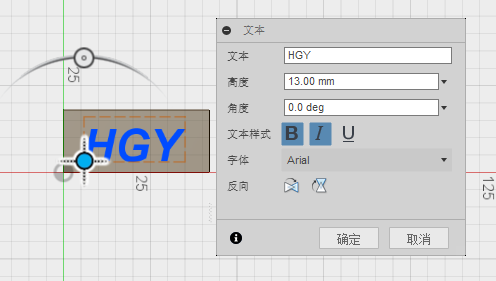 文本
文本 HGY
高度 13.00 mm
角度 0.0 deg
文本样式 B I U
字体 Arial
反向
确定 取消
25
HGY
25
125